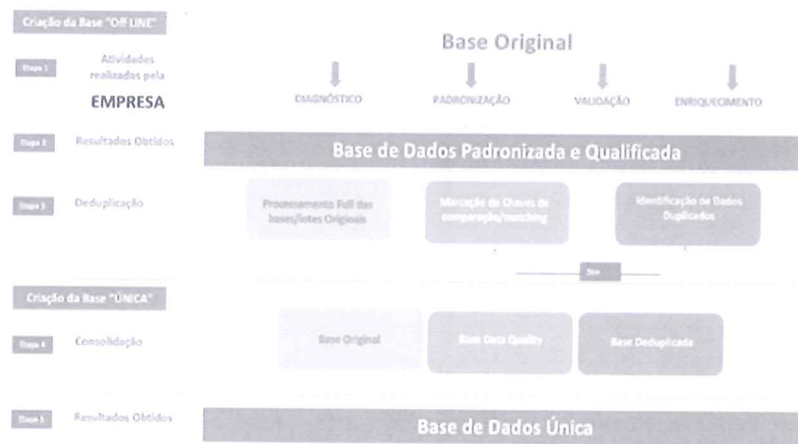 Criação da Base "Off LINE"
Base Original
Etapa 1
Atividades
realizadas pela
EMPRESA
DIAGNÓSTICO
PADRONIZAÇÃO
VALIDAÇÃO
ENRIQUECIMENTO
Etapa 2
Resultados Obtidos
Base de Dados Padronizada e Qualificada
Etapa 3
Deduplicação
Processamento Full das
bases/lotes Originais
Marcação de Chaves de
comparação/matching
Identificação de Dados
Duplicados
Criação da Base "ÚNICA"
Etapa 4
Consolidação
Base Original
Base Data Quality
Base Deduplicada
Etapa 5
Resultados Obtidos
Base de Dados Única